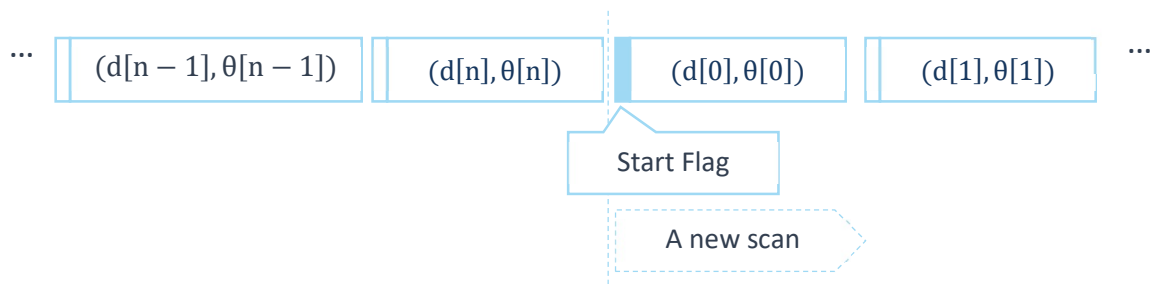 ... (d[n − 1], θ[n − 1]) (d[n], θ[n]) (d[0], θ[0]) (d[1], θ[1]) ...
Start Flag
A new scan